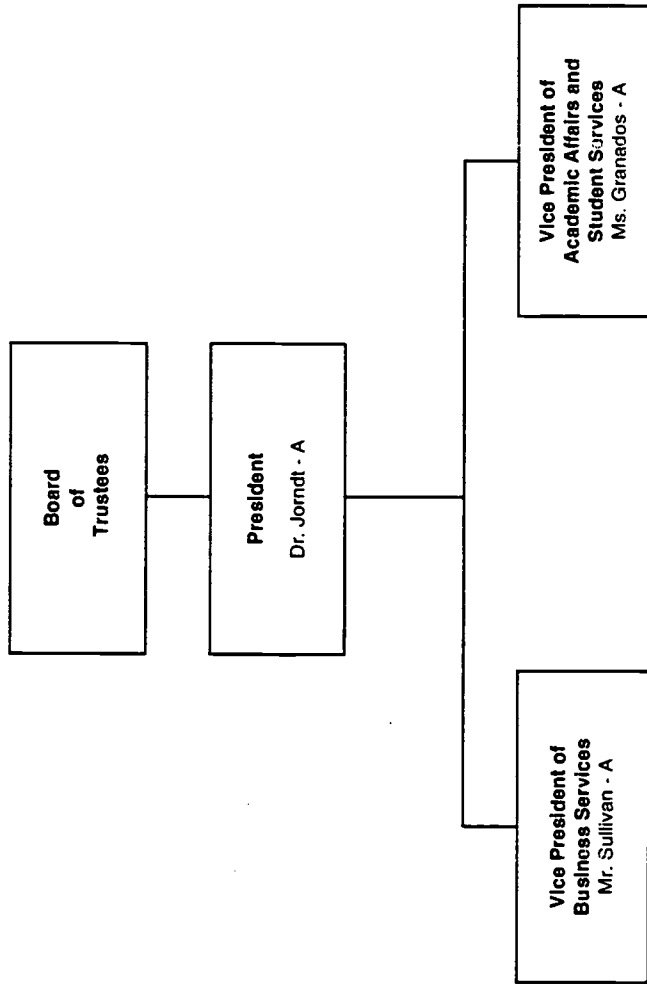 Board
of
Trustees
President
Dr. Jorndt - A
Vice President of
Business Services
Mr. Sullivan - A
Vice President of
Academic Affairs and
Student Services
Ms. Granados - A